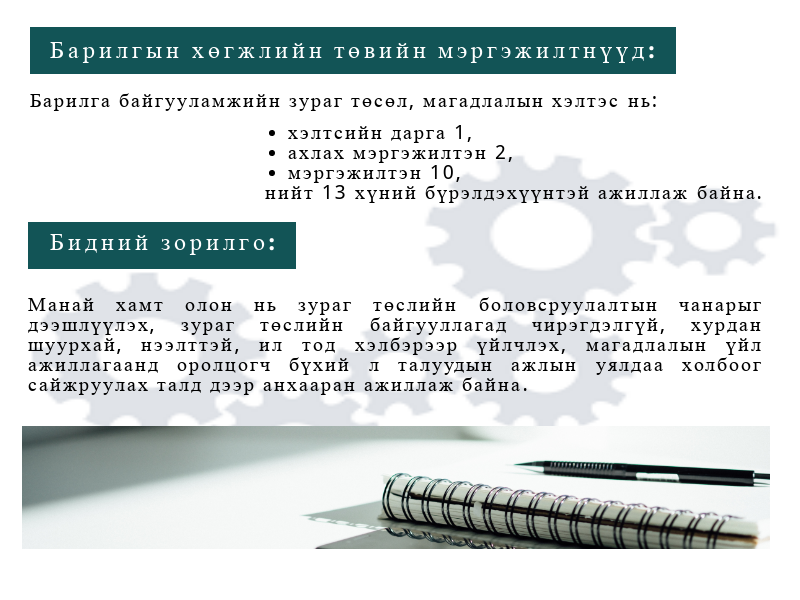 Барилгын хөгжлийн төвийн мэргэжилтнүүд:
Барилга байгууламжийн зураг төсөл, магадлалын хэлтэс нь:
• хэлтсийн дарга 1,
• ахлах мэргэжилтэн 2,
• мэргэжилтэн 10,
нийт 13 хүний бүрэлдэхүүнтэй ажиллаж байна.
Бидний зорилго:
Манай хамт олон нь зураг төслийн боловсруулалтын чанарыг
дээшлүүлэх, зураг төслийн байгууллагад чирэгдэлгүй, хурдан
шуурхай, нээлттэй, ил тод хэлбэрээр үйлчлэх, магадлалын үйл
ажиллагаанд оролцогч бүхий л талуудын ажлын уялдаа холбоог
сайжруулах талд дээр анхааран ажиллаж байна.